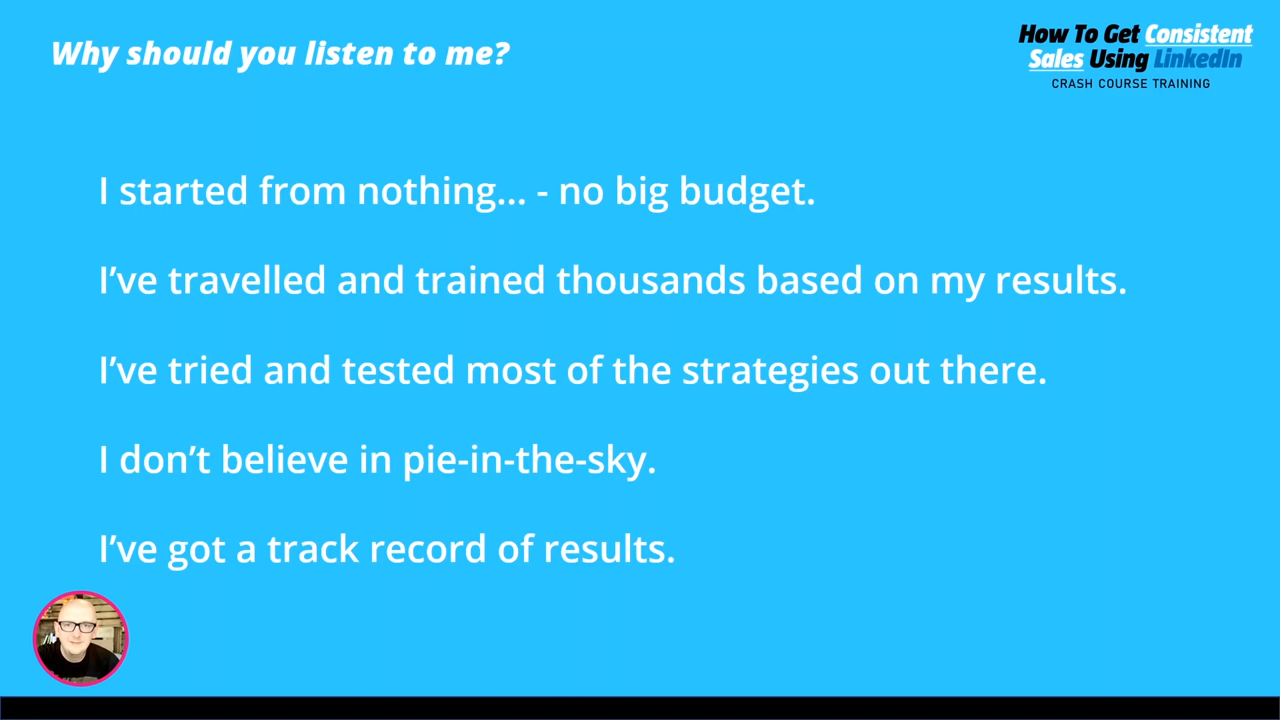 Why should you listen to me?
How To Get Consistent
Sales Using LinkedIn
CRASH COURSE TRAINING
I started from nothing... - no big budget.
I’ve travelled and trained thousands based on my results.
I’ve tried and tested most of the strategies out there.
I don’t believe in pie-in-the-sky.
I’ve got a track record of results.